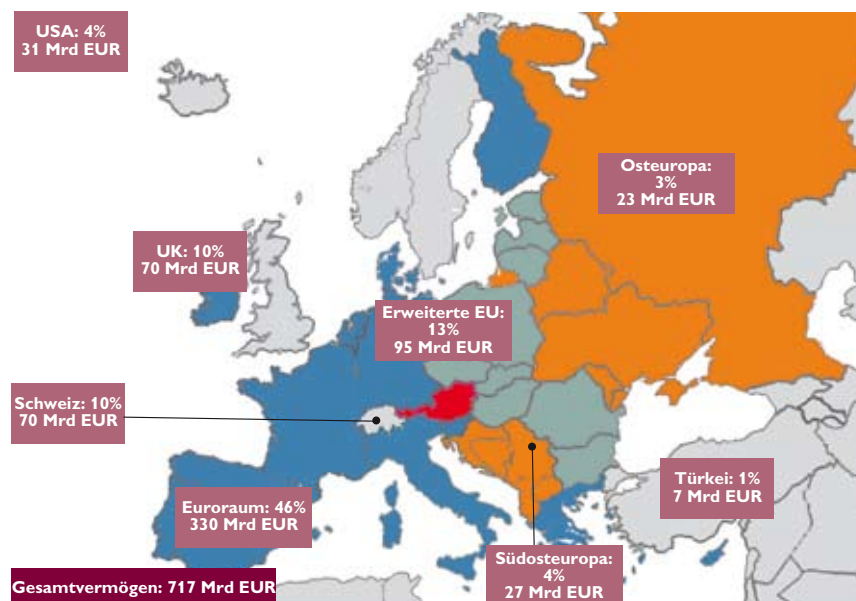 USA: 4%
31 Mrd EUR
Osteuropa:
3%
23 Mrd EUR
UK: 10%
70 Mrd EUR
Erweiterte EU:
13%
95 Mrd EUR
Schweiz: 10%
70 Mrd EUR
Türkei: 1%
7 Mrd EUR
Euroraum: 46%
330 Mrd EUR
Südosteuropa:
4%
27 Mrd EUR
Gesamtvermögen: 717 Mrd EUR